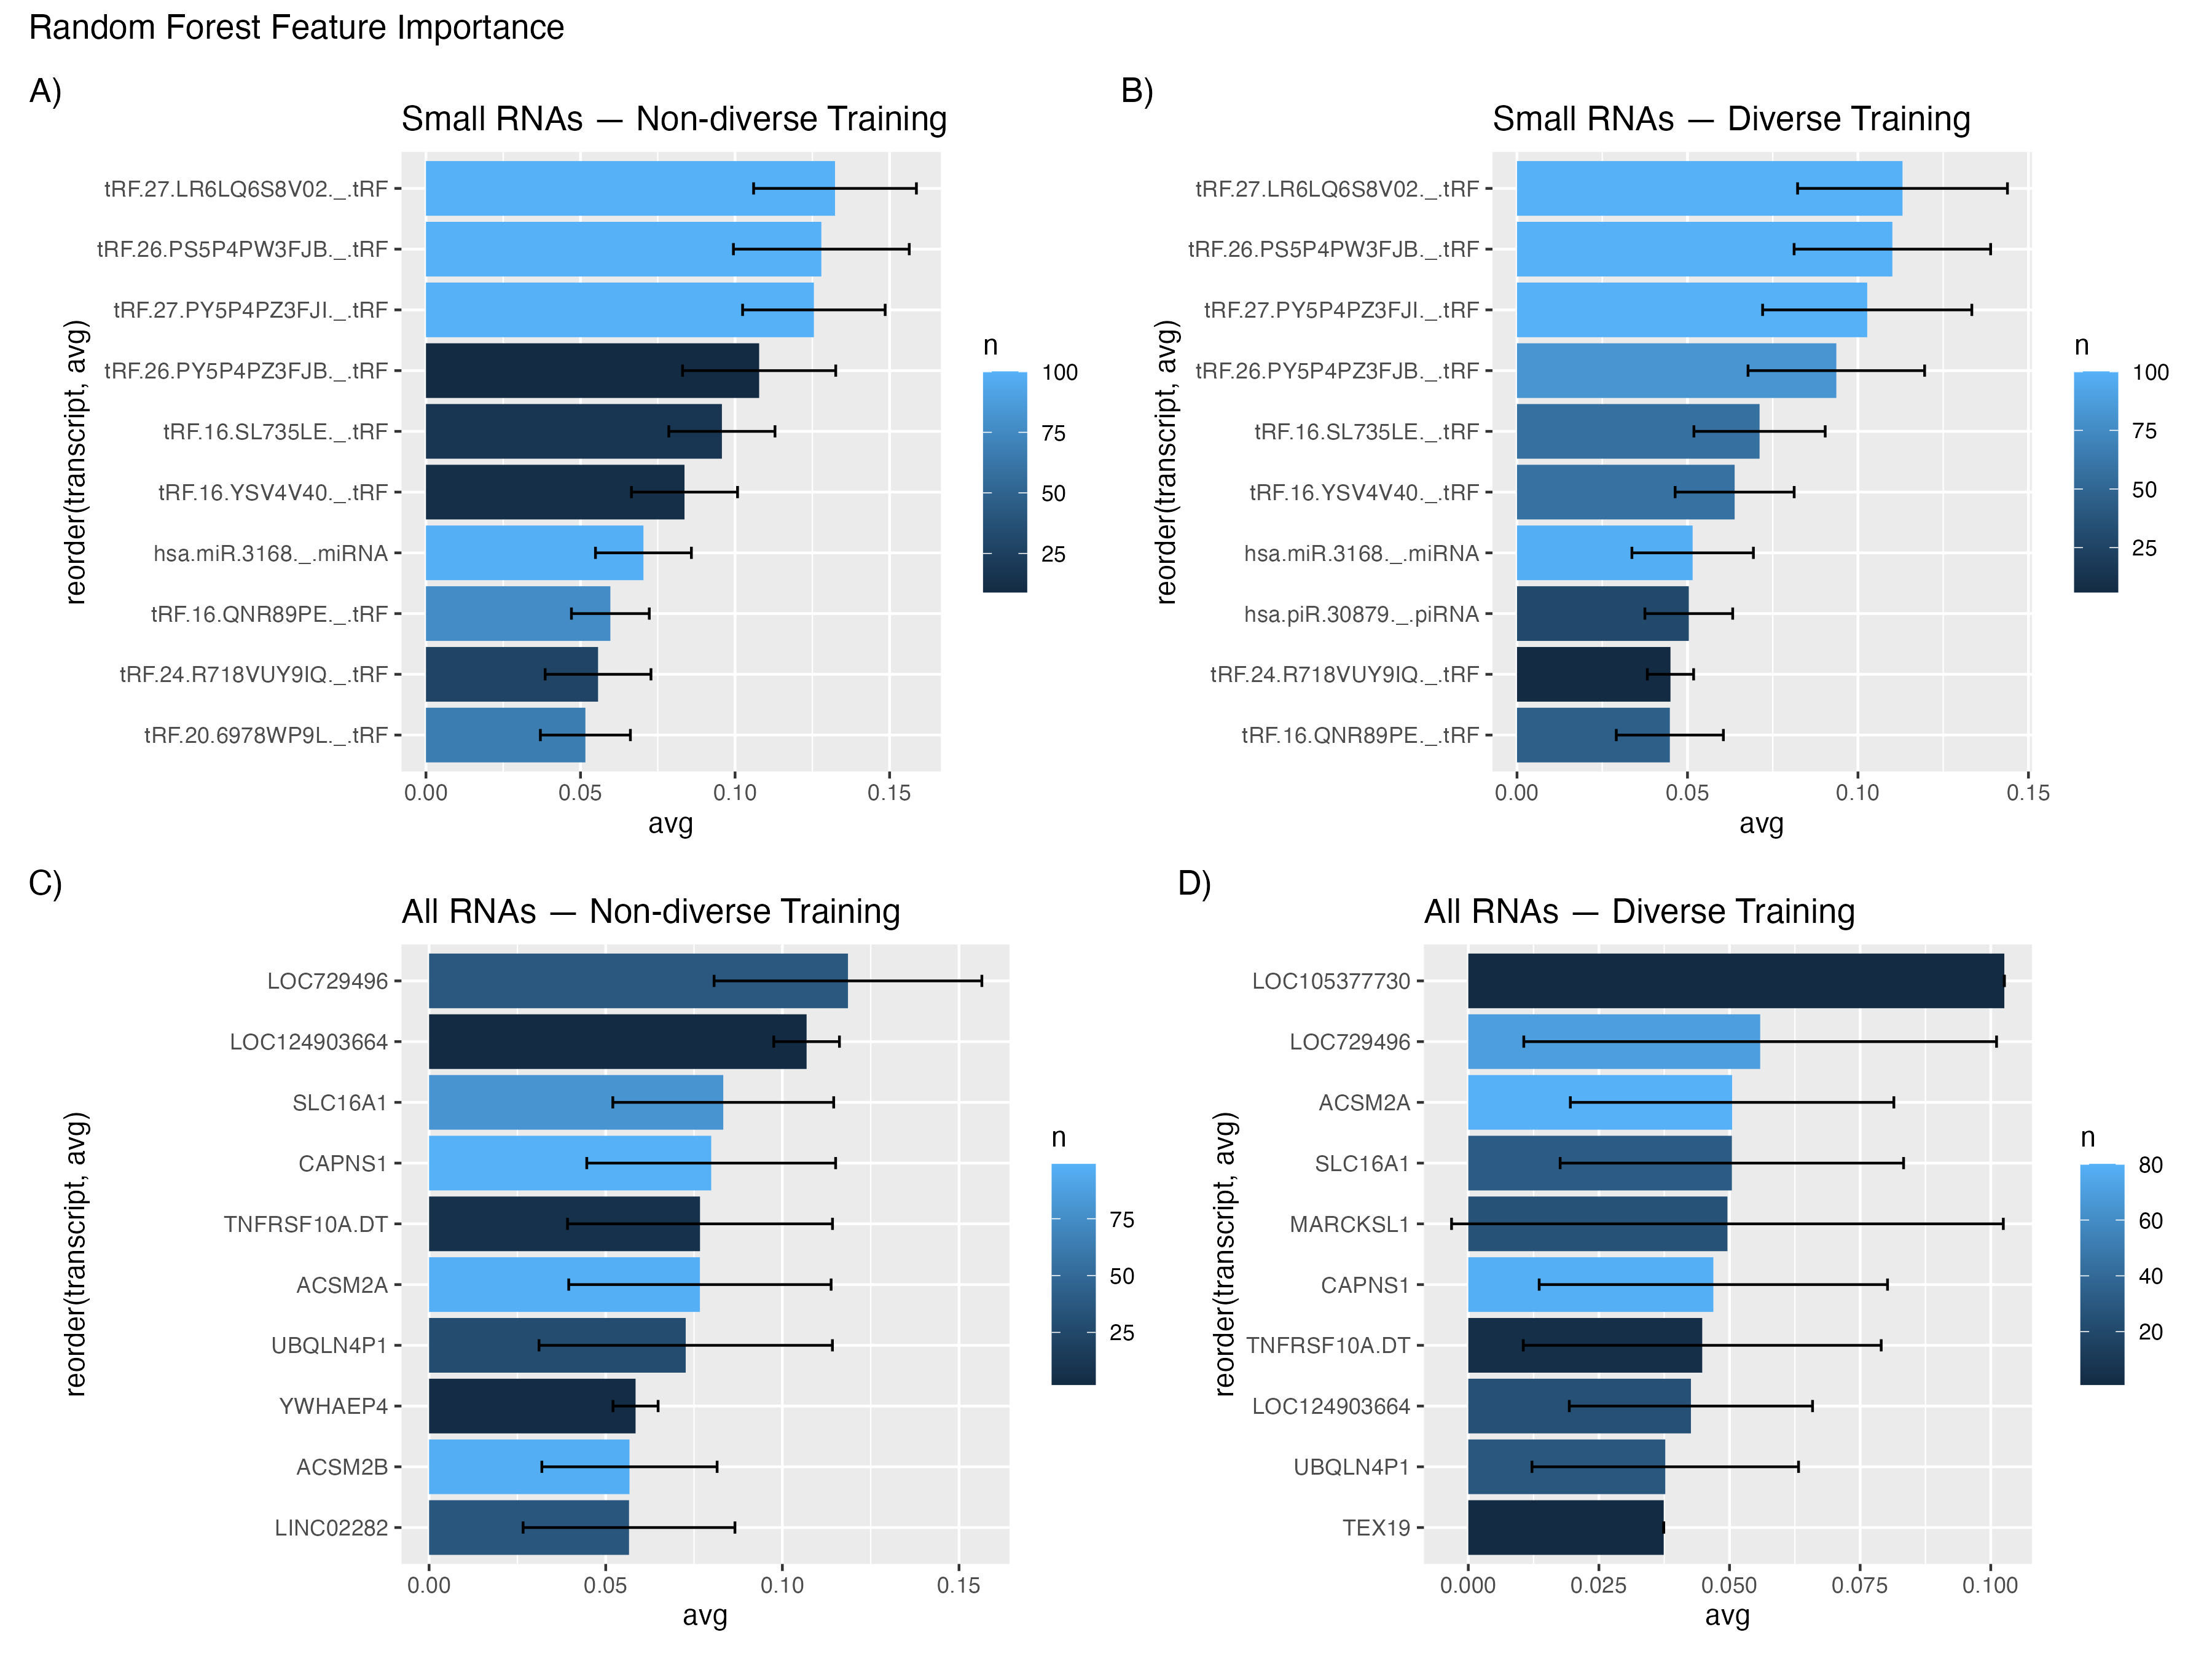 Random Forest Feature Importance
A)
Small RNAs — Non-diverse Training
reorder(transcript, avg)
tRF.27.LR6LQ6S8V02._.tRF
tRF.26.PS5P4PW3FJB._.tRF
tRF.27.PY5P4PZ3FJI._.tRF
tRF.26.PY5P4PZ3FJB._.tRF
tRF.16.SL735LE._.tRF
tRF.16.YSV4V40._.tRF
hsa.miR.3168._.miRNA
tRF.16.QNR89PE._.tRF
tRF.24.R718VUY9IQ._.tRF
tRF.20.6978WP9L._.tRF
0.00 0.05 0.10 0.15
avg
n
100
75
50
25
B)
Small RNAs — Diverse Training
reorder(transcript, avg)
tRF.27.LR6LQ6S8V02._.tRF
tRF.26.PS5P4PW3FJB._.tRF
tRF.27.PY5P4PZ3FJI._.tRF
tRF.26.PY5P4PZ3FJB._.tRF
tRF.16.SL735LE._.tRF
tRF.16.YSV4V40._.tRF
hsa.miR.3168._.miRNA
hsa.piR.30879._.piRNA
tRF.24.R718VUY9IQ._.tRF
tRF.16.QNR89PE._.tRF
0.00 0.05 0.10 0.15
avg
n
100
75
50
25
C)
All RNAs — Non-diverse Training
reorder(transcript, avg)
LOC729496
LOC124903664
SLC16A1
CAPNS1
TNFRSF10A.DT
ACSM2A
UBQLN4P1
YWHAEP4
ACSM2B
LINC02282
0.00 0.05 0.10 0.15
avg
n
75
50
25
D)
All RNAs — Diverse Training
reorder(transcript, avg)
LOC105377730
LOC729496
ACSM2A
SLC16A1
MARCKSL1
CAPNS1
TNFRSF10A.DT
LOC124903664
UBQLN4P1
TEX19
0.000 0.025 0.050 0.075 0.100
avg
n
80
60
40
20